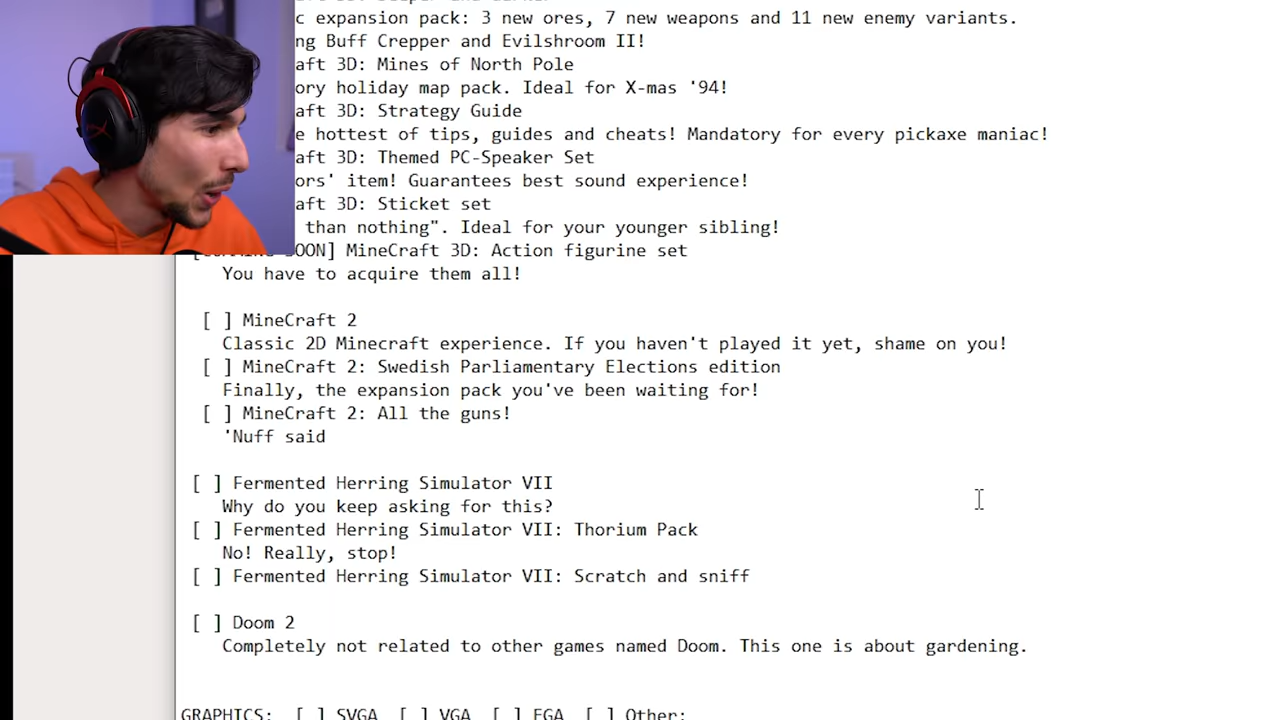 c expansion pack: 3 new ores, 7 new weapons and 11 new enemy variants.
ng Buff Crepper and Evilshroom II!
aft 3D: Mines of North Pole
ory holiday map pack. Ideal for X-mas '94!
aft 3D: Strategy Guide
e hottest of tips, guides and cheats! Mandatory for every pickaxe maniac!
aft 3D: Themed PC-Speaker Set
ors' item! Guarantees best sound experience!
aft 3D: Sticket set
than nothing". Ideal for your younger sibling!
OON] MineCraft 3D: Action figurine set
You have to acquire them all!
[ ] MineCraft 2
Classic 2D Minecraft experience. If you haven't played it yet, shame on you!
[ ] MineCraft 2: Swedish Parliamentary Elections edition
Finally, the expansion pack you've been waiting for!
[ ] MineCraft 2: All the guns!
'Nuff said
[ ] Fermented Herring Simulator VII
Why do you keep asking for this?
[ ] Fermented Herring Simulator VII: Thorium Pack
No! Really, stop!
[ ] Fermented Herring Simulator VII: Scratch and sniff
[ ] Doom 2
Completely not related to other games named Doom. This one is about gardening.
GRAPHICS: [ ] SVGA [ ] VGA [ ] EGA [ ] Other: